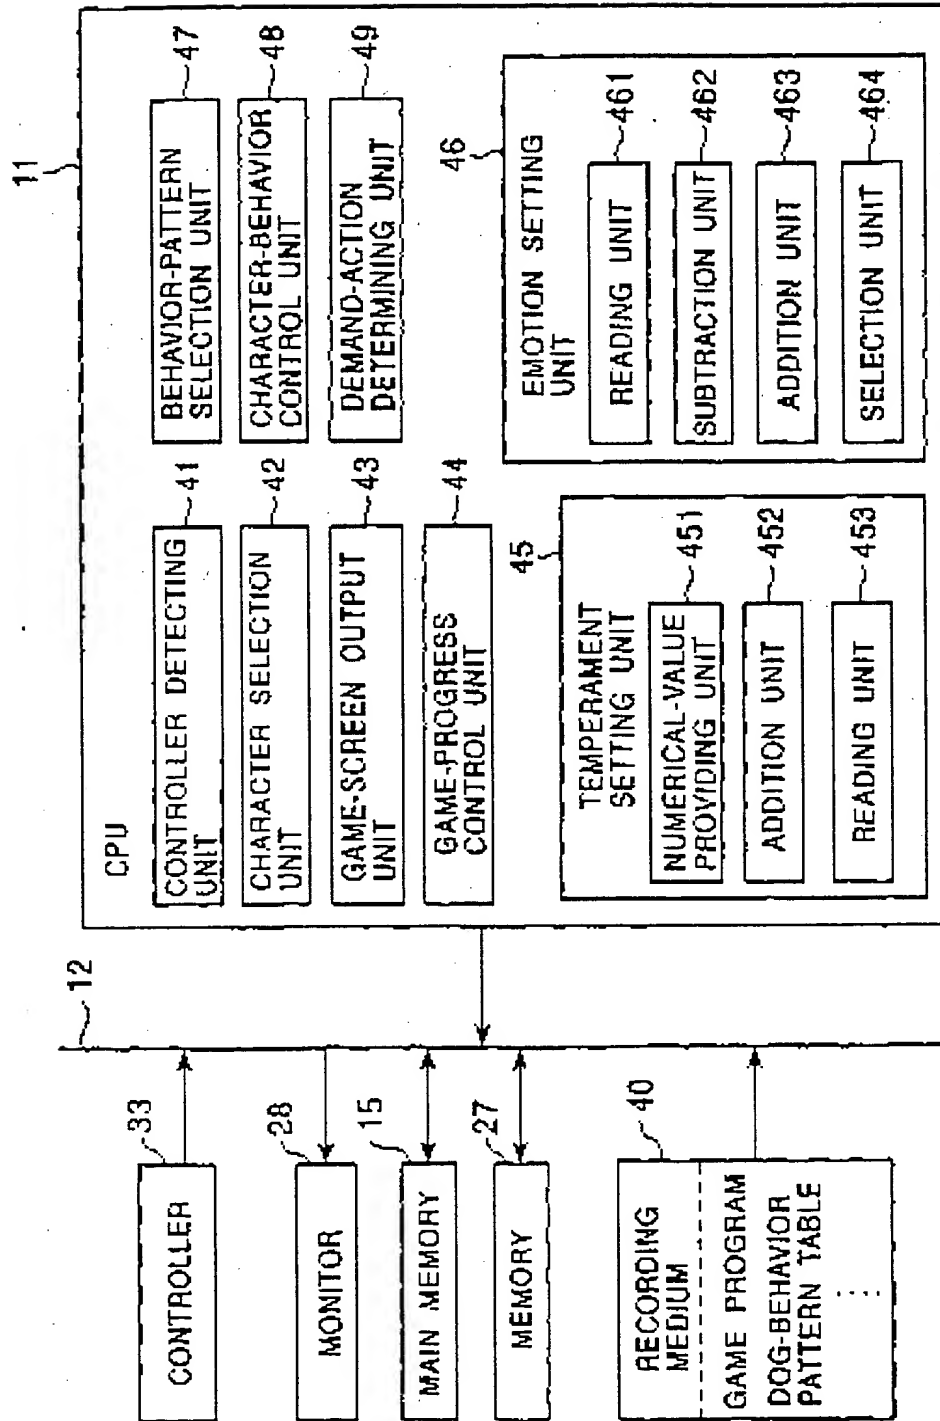 11
CPU
CONTROLLER DETECTING
UNIT
41
CHARACTER SELECTION
UNIT
42
GAME-SCREEN OUTPUT
UNIT
43
GAME-PROGRESS
CONTROL UNIT
44
BEHAVIOR-PATTERN
SELECTION UNIT
47
CHARACTER-BEHAVIOR
CONTROL UNIT
48
DEMAND-ACTION
DETERMINING UNIT
49
45
TEMPERAMENT
SETTING UNIT
NUMERICAL-VALUE
PROVIDING UNIT
451
ADDITION UNIT
452
READING UNIT
453
46
EMOTION SETTING
UNIT
READING UNIT
461
SUBTRACTION UNIT
462
ADDITION UNIT
463
SELECTION UNIT
464
12
CONTROLLER
33
MONITOR
28
MAIN MEMORY
15
MEMORY
27
40
RECORDING
MEDIUM
GAME PROGRAM
DOG-BEHAVIOR
PATTERN TABLE